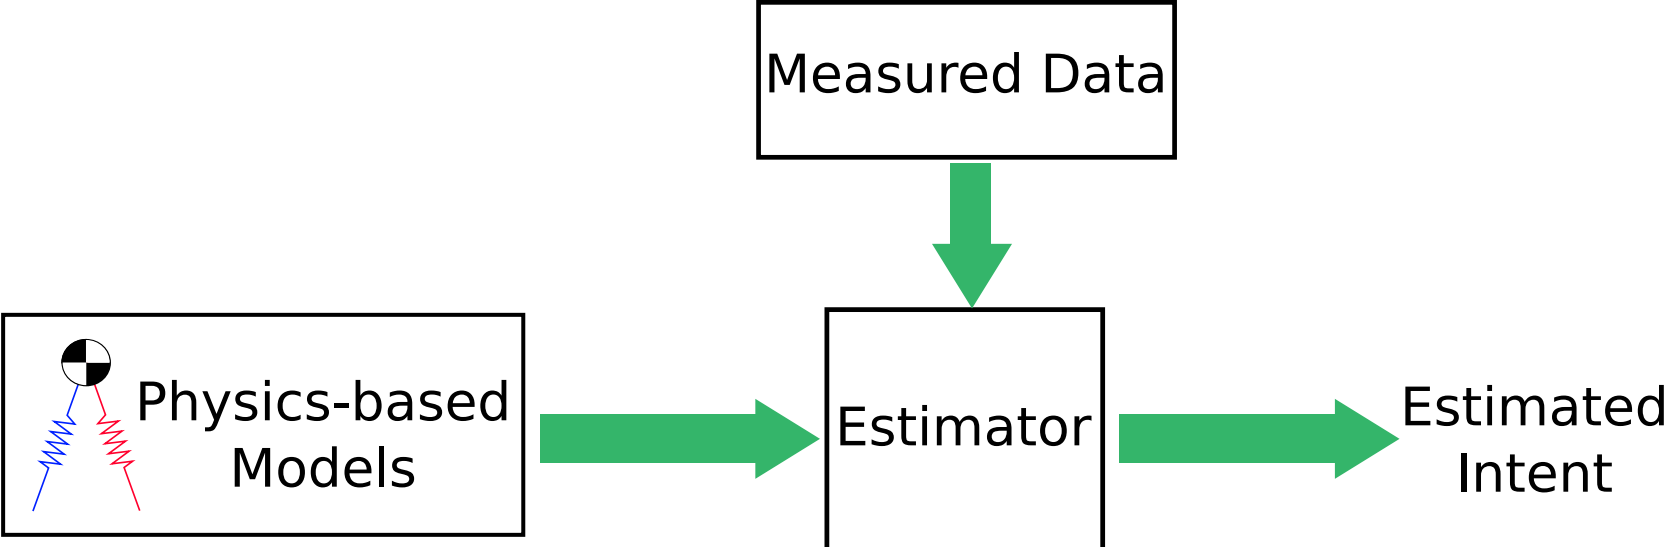 Measured Data
Physics-based
Models
Estimator
Estimated
Intent